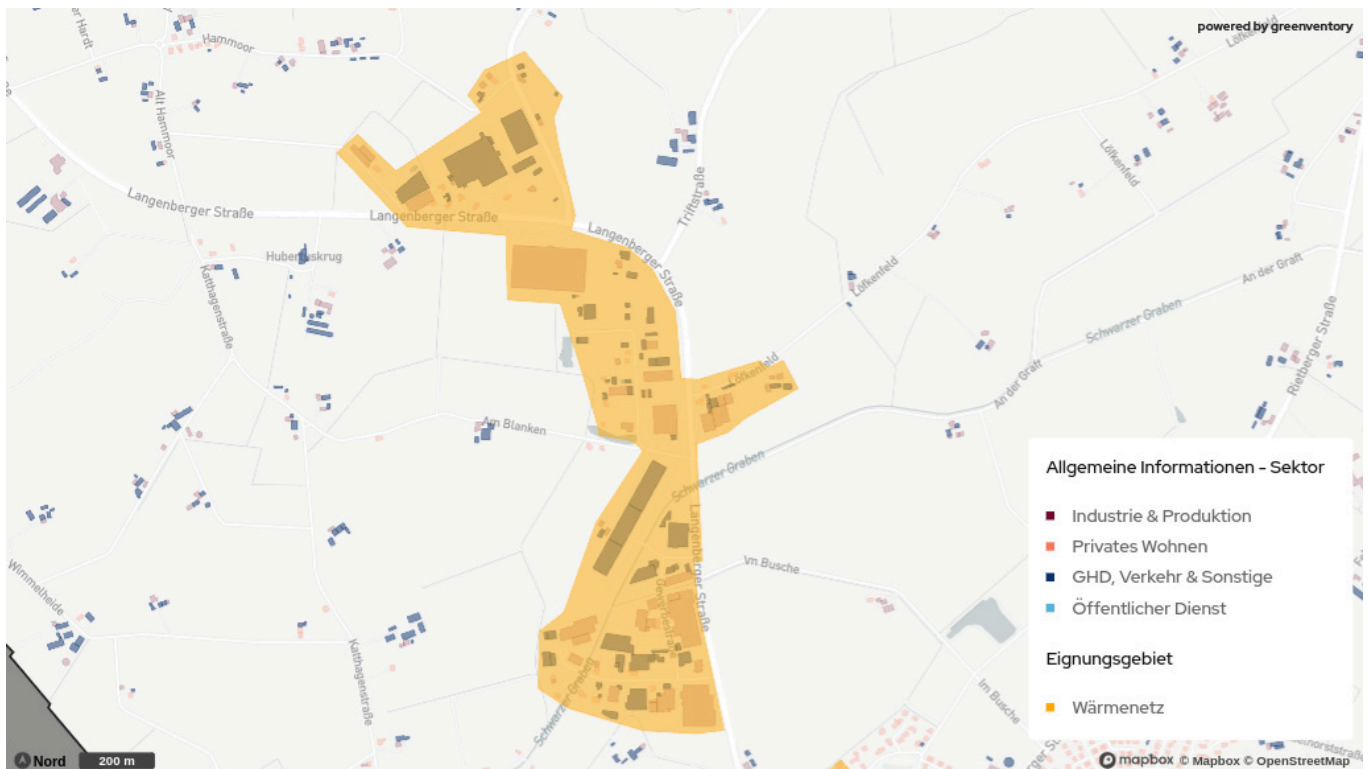 powered by greenventory
Löfkenfeld
Hammoor
r Hardt
Alt Hammoor
Löfkenfeld
Langenberger Straße
Langenberger Straße
Triftstraße
Langenberger Straße
Hubertuskrug
Katthagenstraße
Löfkenfeld
An der Graft
Schwarzer Graben
Rietberger Straße
Löfkenfeld
An der Graft
Am Blanken
Schwarzer Graben
Langenberger Straße
Im Busche
Gewerbestraße
Wimmelheide
Katthagenstraße
Schwarzer Graben
Im Busche
Allgemeine Informationen - Sektor
Industrie & Produktion
Privates Wohnen
GHD, Verkehr & Sonstige
Öffentlicher Dienst
Eignungsgebiet
Wärmenetz
Nord 200 m
mapbox © Mapbox © OpenStreetMap